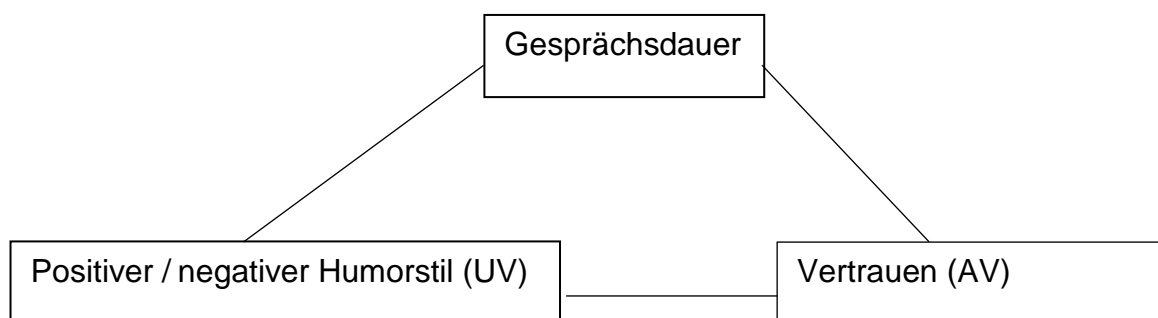 Gesprächsdauer
Positiver / negativer Humorstil (UV)
Vertrauen (AV)